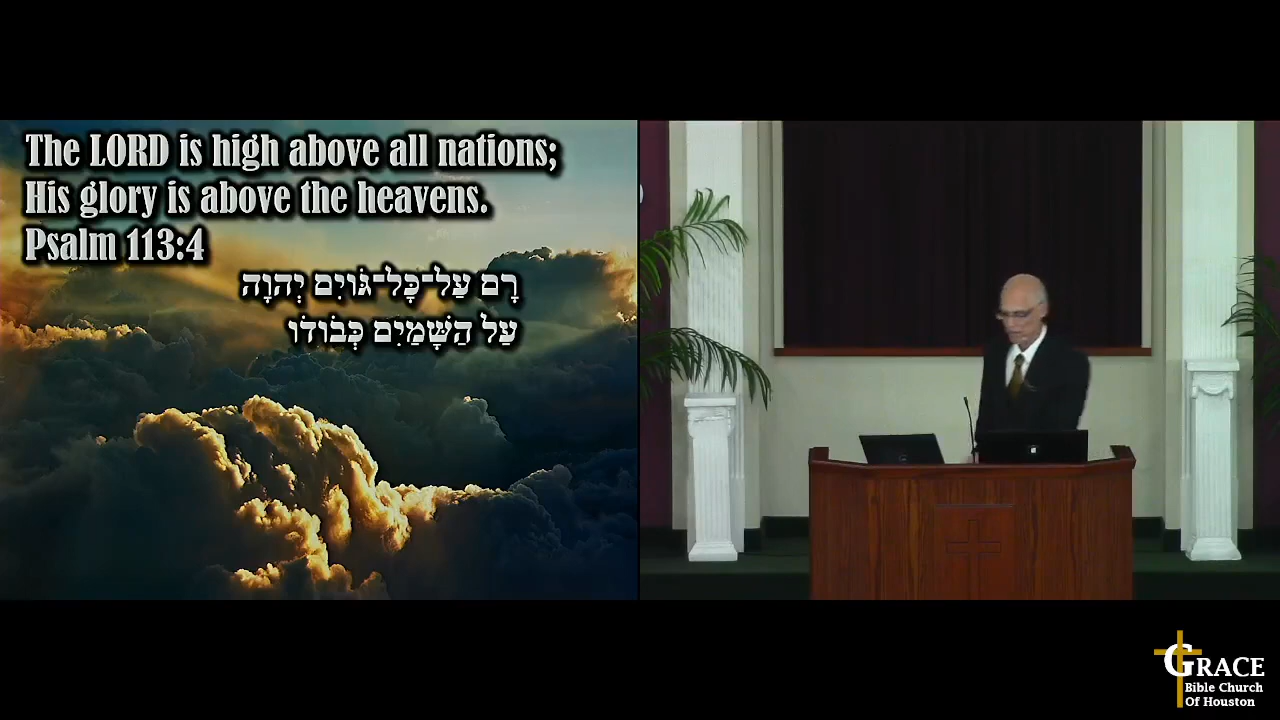 The LORD is high above all nations;
His glory is above the heavens.
Psalm 113:4
רָם עַל־כָּל־גּוֹיִם יְהוָה
עַל הַשָּׁמַיִם כְּבוֹדוֹ
GRACE
Bible Church
Of Houston